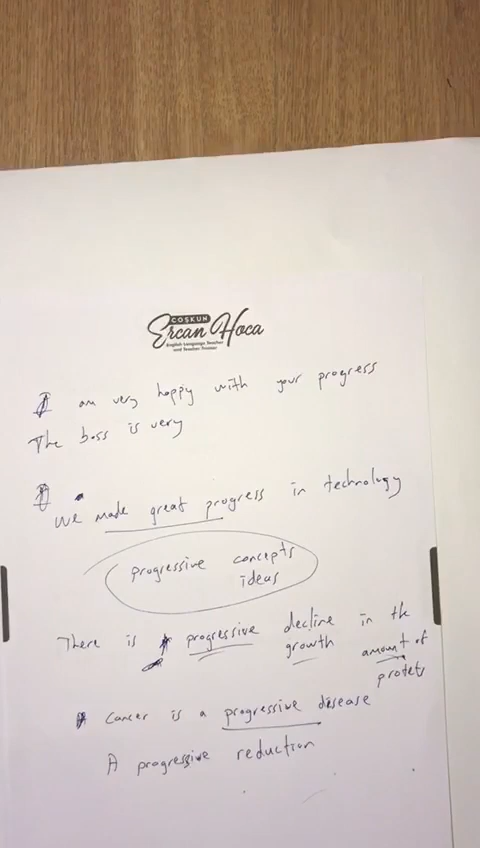 COŞKUN
Ercan Hoca
English Language Teacher
and Teacher Trainer
I am very happy with your progress
The boss is very
We made great progress in technology
progressive concepts
ideas
There is progressive decline in the
growth amount of
protets
Cancer is a progressive disease
A progressive reduction